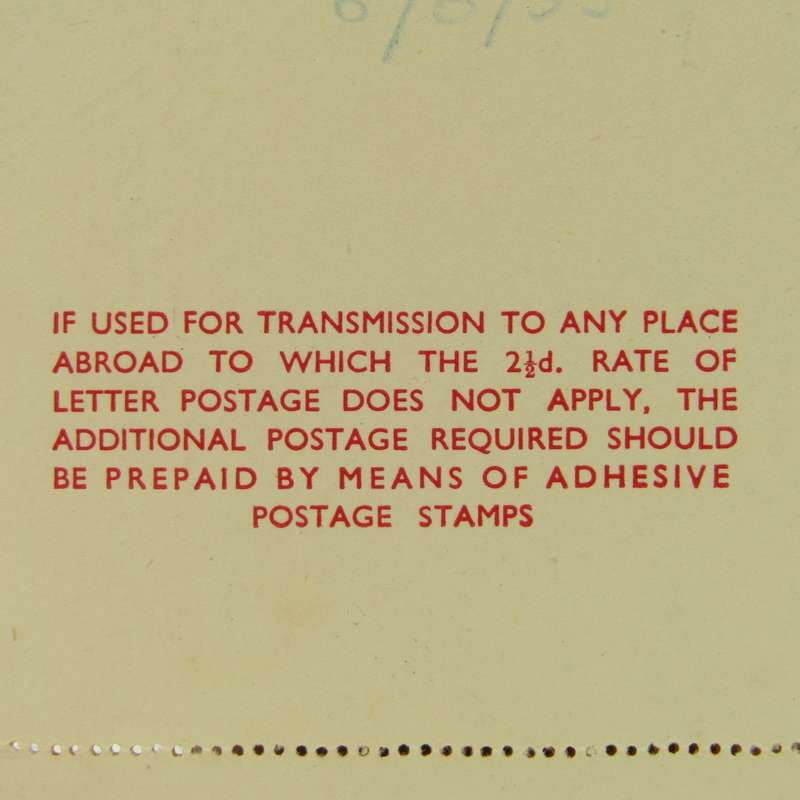 IF USED FOR TRANSMISSION TO ANY PLACE
ABROAD TO WHICH THE 2½d. RATE OF
LETTER POSTAGE DOES NOT APPLY, THE
ADDITIONAL POSTAGE REQUIRED SHOULD
BE PREPAID BY MEANS OF ADHESIVE
POSTAGE STAMPS